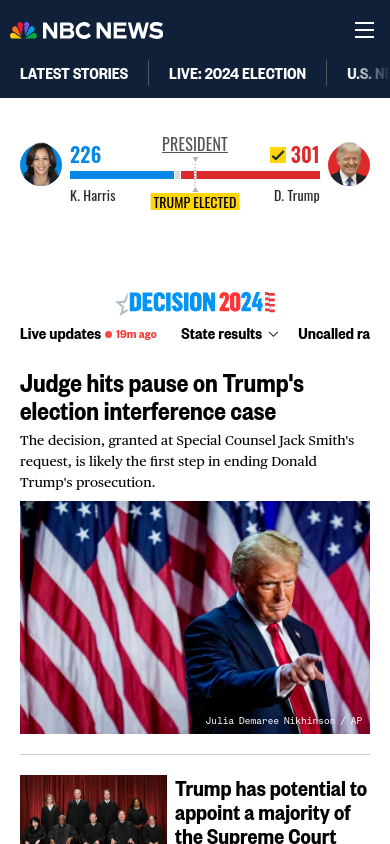 NBC NEWS
LATEST STORIES
LIVE: 2024 ELECTION
U.S. NE
PRESIDENT
226
301
K. Harris
D. Trump
TRUMP ELECTED
DECISION 2024
Live updates 19m ago
State results
Uncalled ra
Judge hits pause on Trump's
election interference case
The decision, granted at Special Counsel Jack Smith's
request, is likely the first step in ending Donald
Trump's prosecution.
Julia Demaree Nikhinson / AP
Trump has potential to
appoint a majority of
the Supreme Court